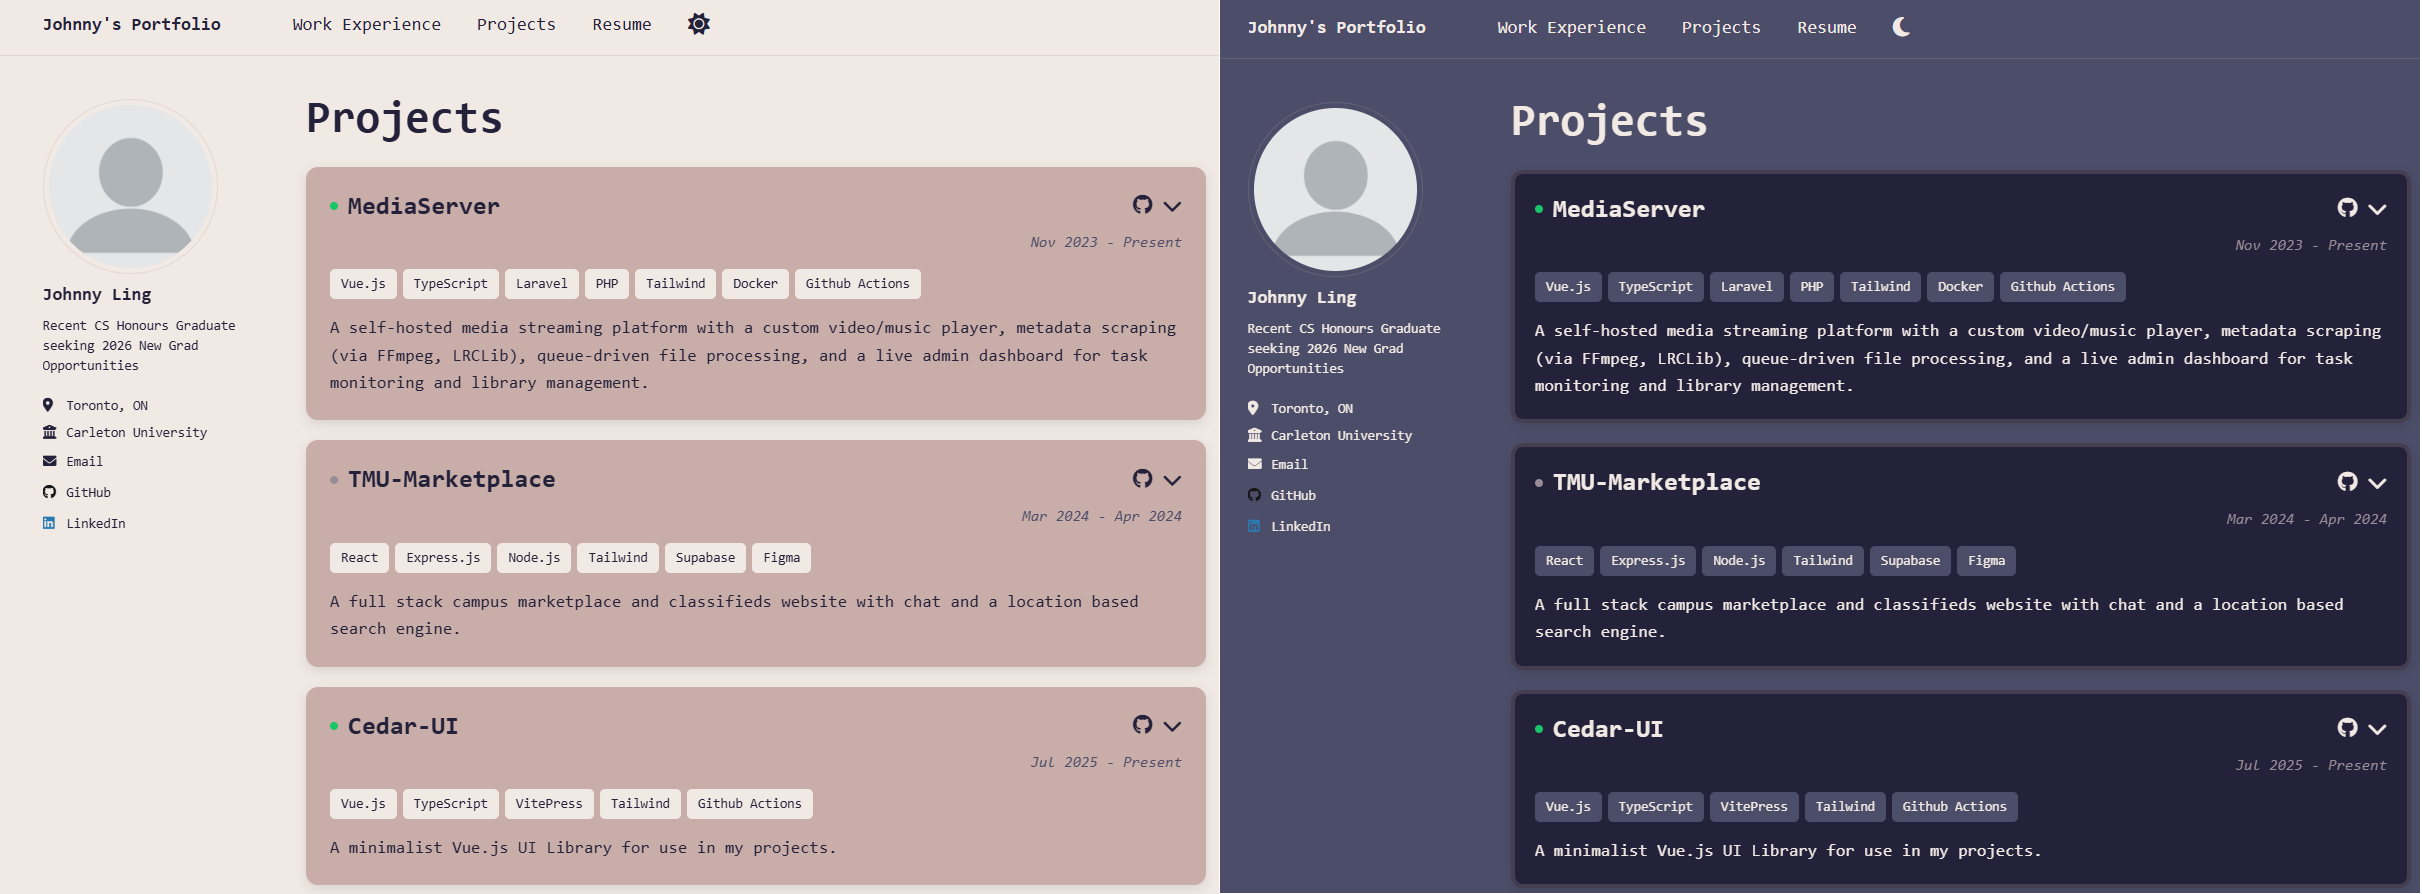 Johnny's Portfolio
Work Experience
Projects
Resume
Johnny Ling
Recent CS Honours Graduate
seeking 2026 New Grad
Opportunities
Toronto, ON
Carleton University
Email
GitHub
LinkedIn
Projects
MediaServer
Nov 2023 - Present
Vue.js TypeScript Laravel PHP Tailwind Docker Github Actions
A self-hosted media streaming platform with a custom video/music player, metadata scraping
(via FFmpeg, LRCLib), queue-driven file processing, and a live admin dashboard for task
monitoring and library management.
TMU-Marketplace
Mar 2024 - Apr 2024
React Express.js Node.js Tailwind Supabase Figma
A full stack campus marketplace and classifieds website with chat and a location based
search engine.
Cedar-UI
Jul 2025 - Present
Vue.js TypeScript VitePress Tailwind Github Actions
A minimalist Vue.js UI Library for use in my projects.
Johnny's Portfolio
Work Experience
Projects
Resume
Johnny Ling
Recent CS Honours Graduate
seeking 2026 New Grad
Opportunities
Toronto, ON
Carleton University
Email
GitHub
LinkedIn
Projects
MediaServer
Nov 2023 - Present
Vue.js TypeScript Laravel PHP Tailwind Docker Github Actions
A self-hosted media streaming platform with a custom video/music player, metadata scraping
(via FFmpeg, LRCLib), queue-driven file processing, and a live admin dashboard for task
monitoring and library management.
TMU-Marketplace
Mar 2024 - Apr 2024
React Express.js Node.js Tailwind Supabase Figma
A full stack campus marketplace and classifieds website with chat and a location based
search engine.
Cedar-UI
Jul 2025 - Present
Vue.js TypeScript VitePress Tailwind Github Actions
A minimalist Vue.js UI Library for use in my projects.